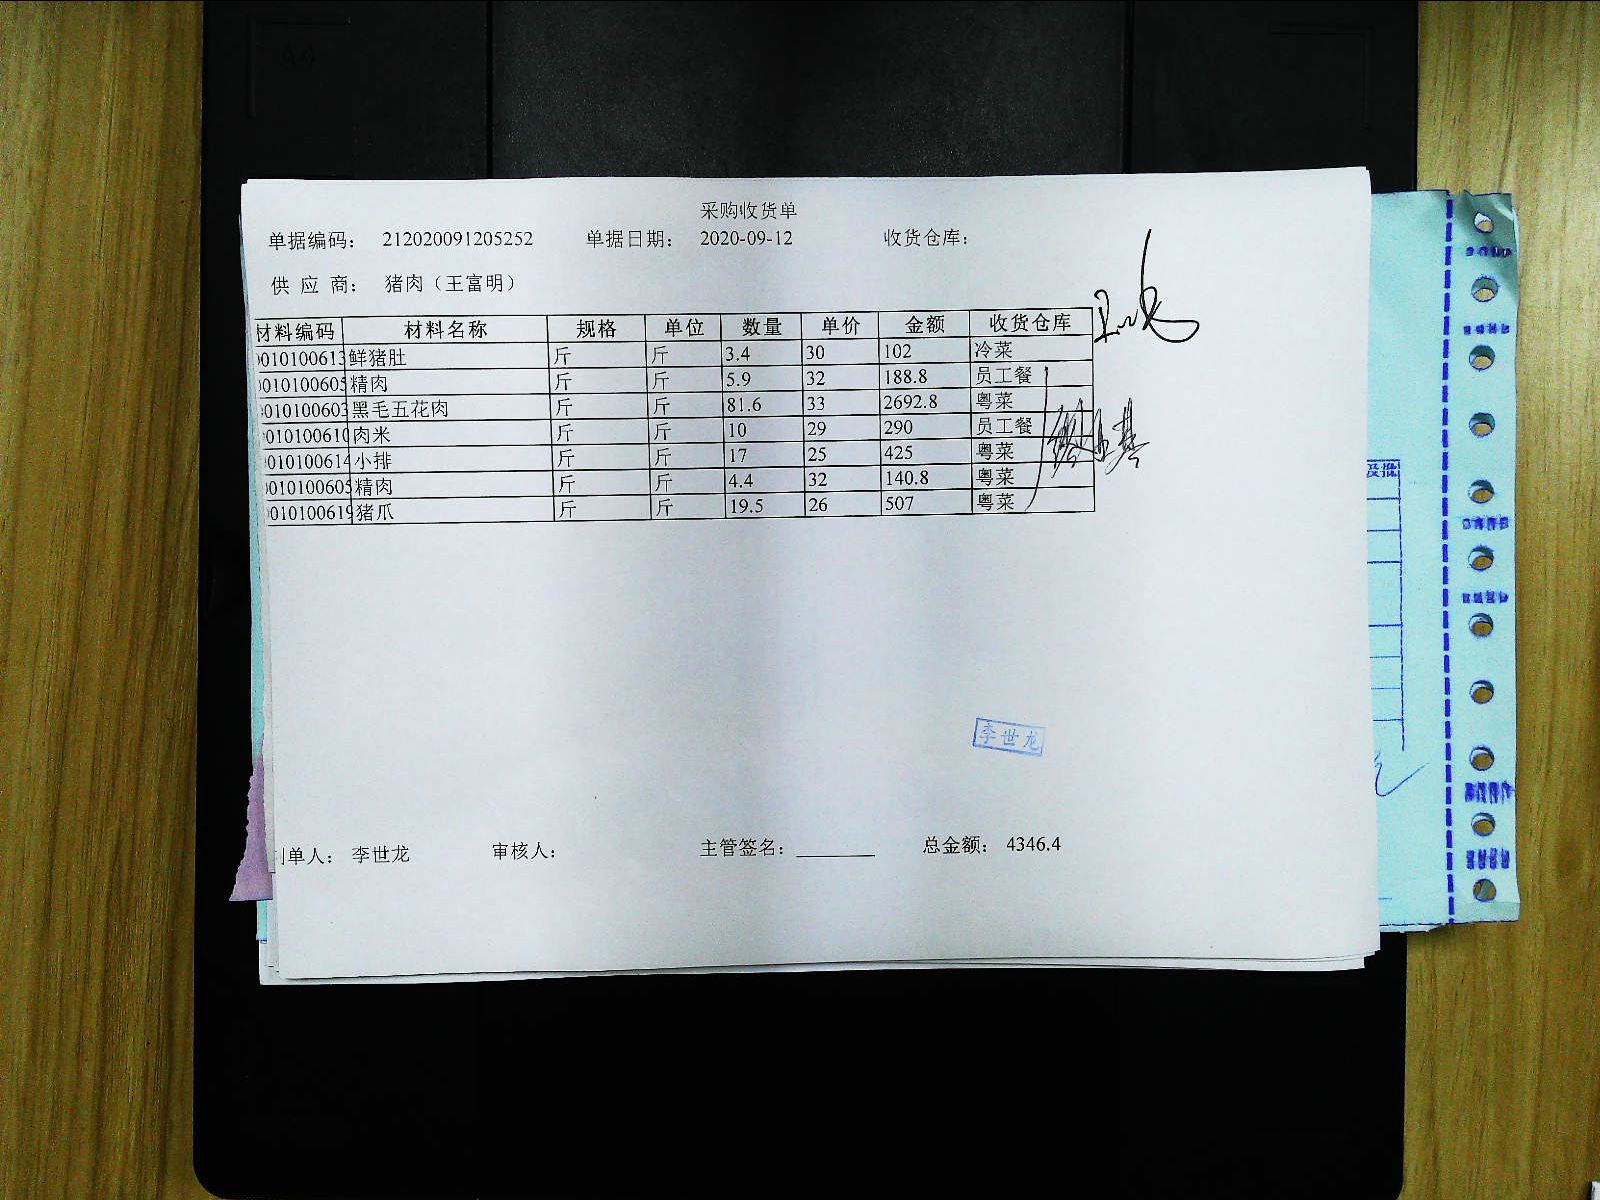 采购收货单
单据编码： 212020091205252 单据日期： 2020-09-12 收货仓库：
供 应 商： 猪肉（王富明）
材料编码 材料名称 规格 单位 数量 单价 金额 收货仓库
0010100613 鲜猪肚 斤 斤 3.4 30 102 冷菜
0010100605 精肉 斤 斤 5.9 32 188.8 员工餐
0010100603 黑毛五花肉 斤 斤 81.6 33 2692.8 粤菜
0010100610 肉米 斤 斤 10 29 290 员工餐
0010100614 小排 斤 斤 17 25 425 粤菜
0010100605 精肉 斤 斤 4.4 32 140.8 粤菜
0010100619 猪爪 斤 斤 19.5 26 507 粤菜
李世龙
单人： 李世龙 审核人： 主管签名： 总金额： 4346.4